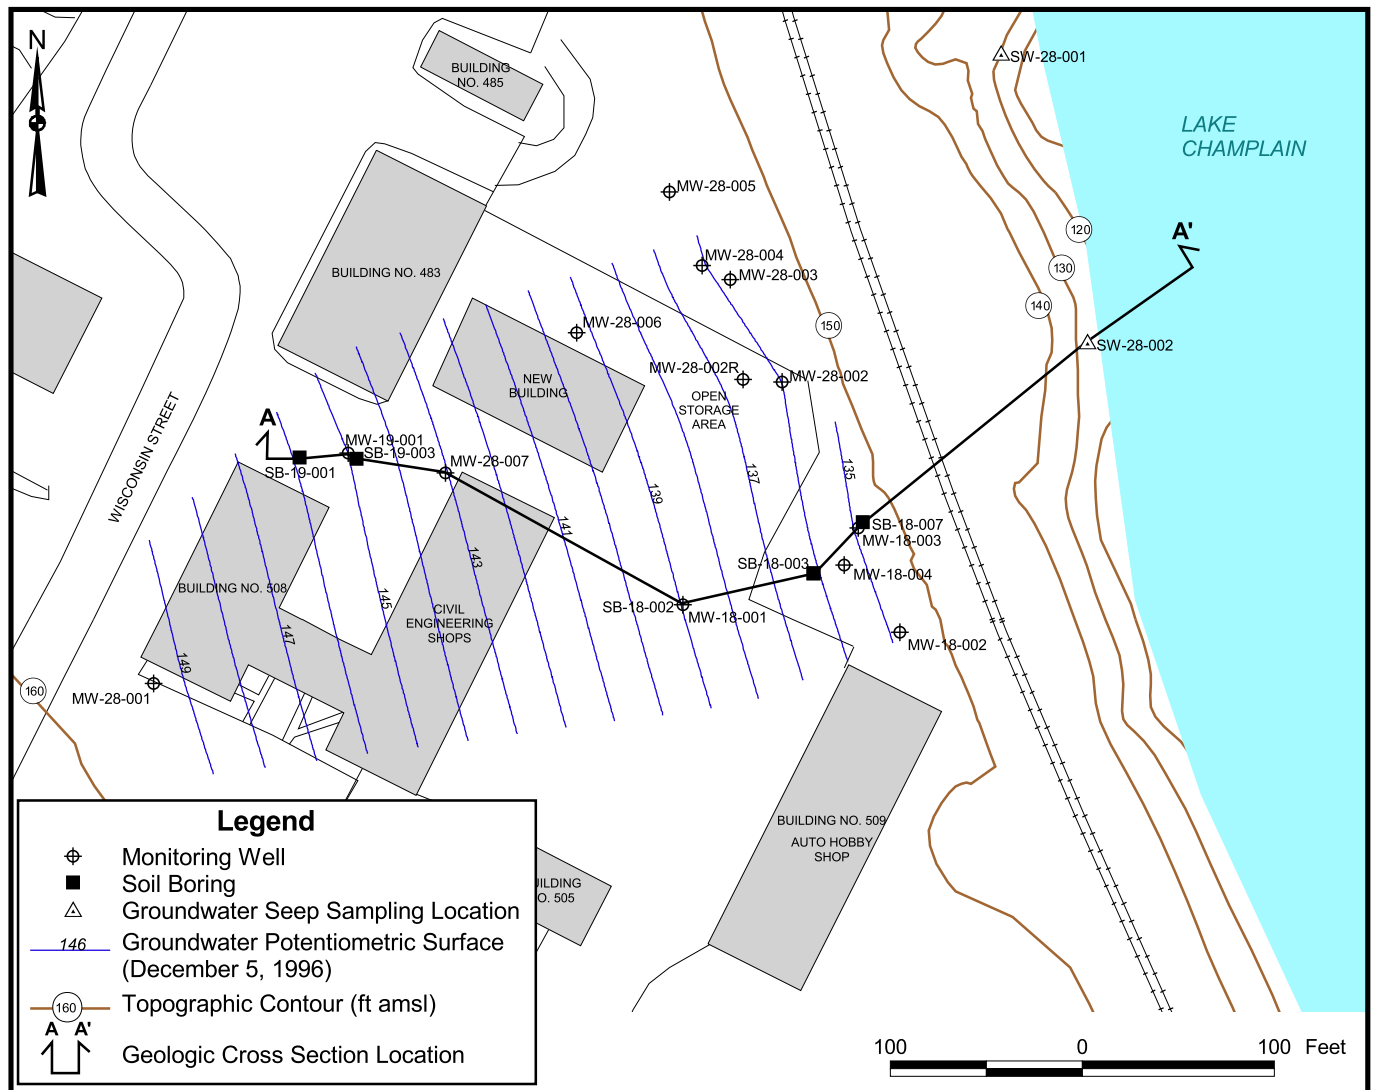 N
BUILDING
NO. 485
SW-28-001
LAKE
CHAMPLAIN
MW-28-005
120
A'
MW-28-004
BUILDING NO. 483
MW-28-003
130
140
150
MW-28-006
SW-28-002
MW-28-002R
MW-28-002
NEW
BUILDING
OPEN
STORAGE
AREA
WISCONSIN STREET
A
MW-19-001
SB-19-003
SB-19-001
MW-28-007
135
137
139
141
143
145
147
149
SB-18-007
MW-18-003
SB-18-003
MW-18-004
BUILDING NO. 508
CIVIL
ENGINEERING
SHOPS
SB-18-002
MW-18-001
MW-18-002
160
MW-28-001
BUILDING NO. 509
AUTO HOBBY
SHOP
ILDING
O. 505
Legend
Monitoring Well
Soil Boring
Groundwater Seep Sampling Location
146
Groundwater Potentiometric Surface
(December 5, 1996)
160
Topographic Contour (ft amsl)
A A'
Geologic Cross Section Location
100 0 100 Feet